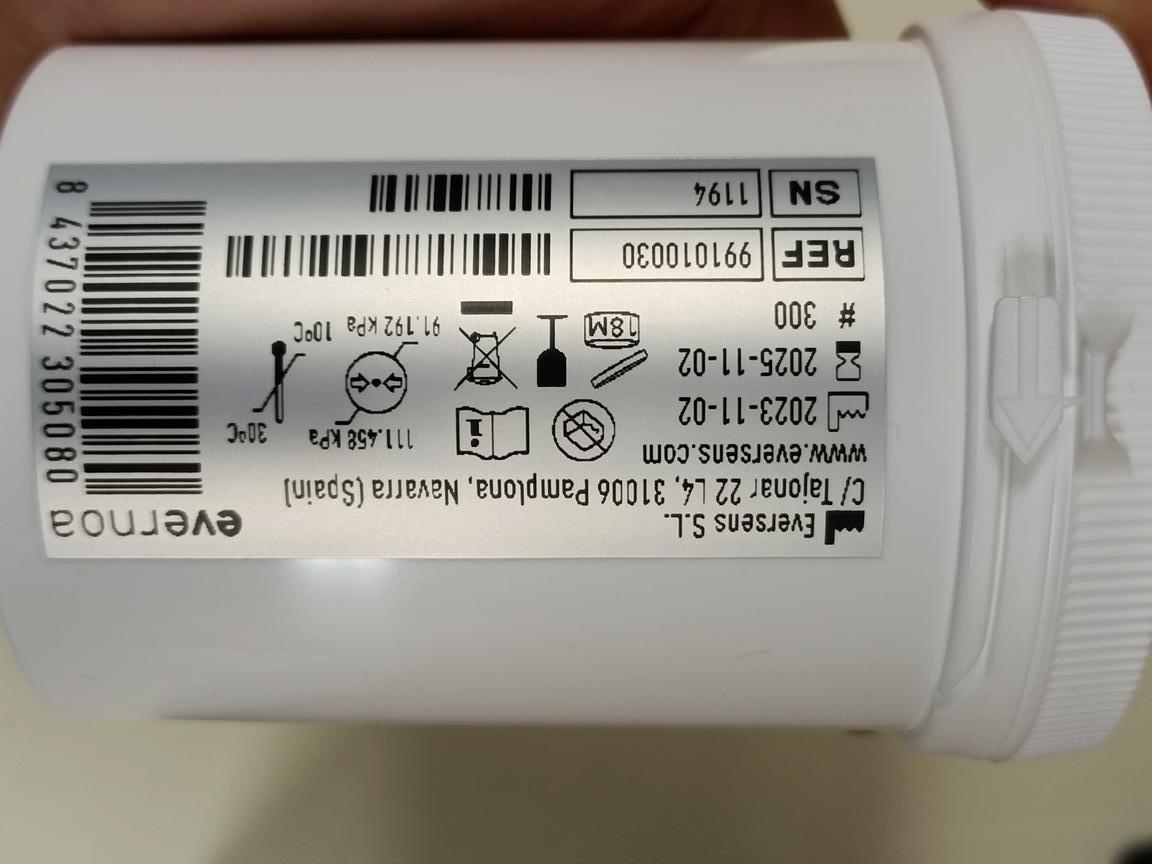 Eversens S.L.
evernoa
C/ Tajonar 22 L4, 31006 Pamplona, Navarra (Spain)
www.eversens.com
2023-11-02
2025-11-02
# 300
18M
111.458 kPa
91.192 kPa
30ºC
10ºC
REF 991010030
SN 1194
8 437022 305080